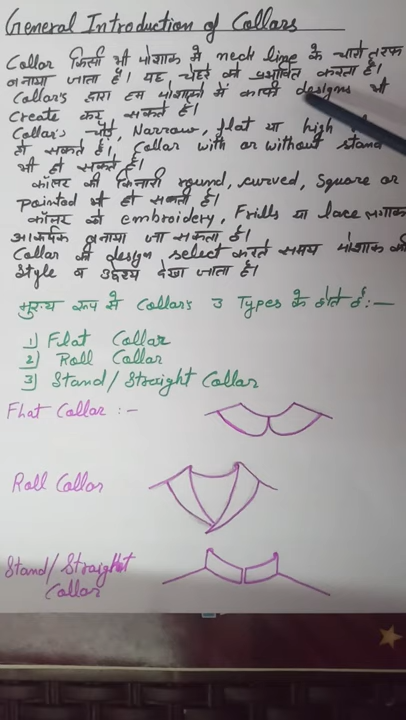 General Introduction of Collars
Collar किसी भी पोशाक में neck line के चारो तरफ
बनाया जाता है। यह चेहरे को प्रभावित करता है।
Collar's द्वारा हम पोशाको में काफी designs भी
Create कर सकते है।
Collar's चौड़े, Narrow, flat या high
हो सकते है। Collar with or without stand
भी हो सकते है।
कॉलर की किनारी round, curved, Square or
pointed भी हो सकती है।
कॉलर को embroidery, Frills या lace लगाकर
आकर्षक बनाया जा सकता है।
Collar की design select करते समय पोशाक की
Style व उद्देश्य देखा जाता है।
मुख्य रूप से Collar's 3 Types के होते है:—
1) Flat Collar
2) Roll Collar
3) Stand/Straight Collar
Flat Collar :-
Roll Collar
Stand/Straight
Collar